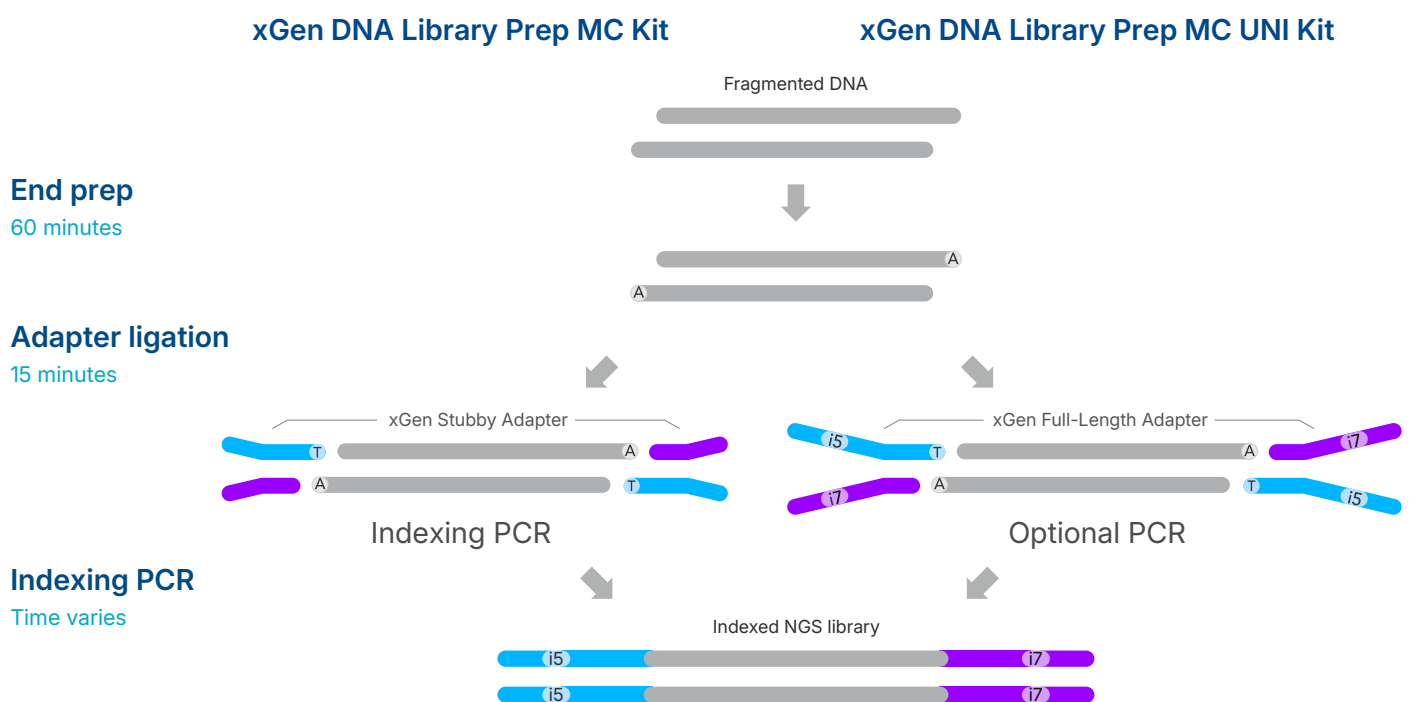 xGen DNA Library Prep MC Kit
xGen DNA Library Prep MC UNI Kit
Fragmented DNA
End prep
60 minutes
A
A
Adapter ligation
15 minutes
xGen Stubby Adapter
xGen Full-Length Adapter
T
A
A
T
i5
T
A
i7
i7
A
T
i5
Indexing PCR
Optional PCR
Indexing PCR
Time varies
Indexed NGS library
i5
i7
i5
i7